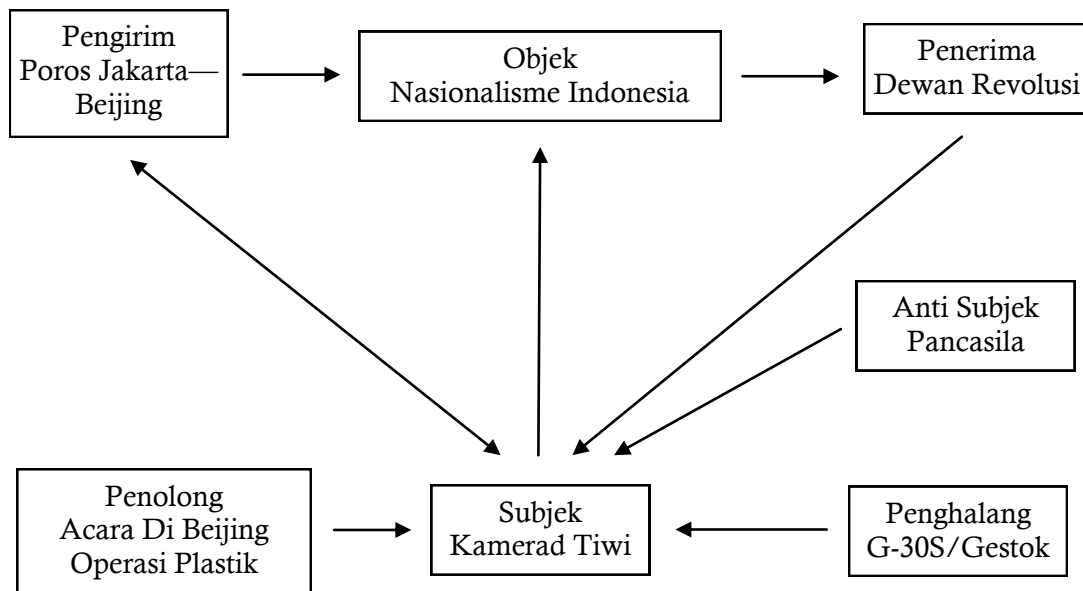 Pengirim
Poros Jakarta—
Beijing
Objek
Nasionalisme Indonesia
Penerima
Dewan Revolusi
Anti Subjek
Pancasila
Penolong
Acara Di Beijing
Operasi Plastik
Subjek
Kamerad Tiwi
Penghalang
G-30S/Gestok